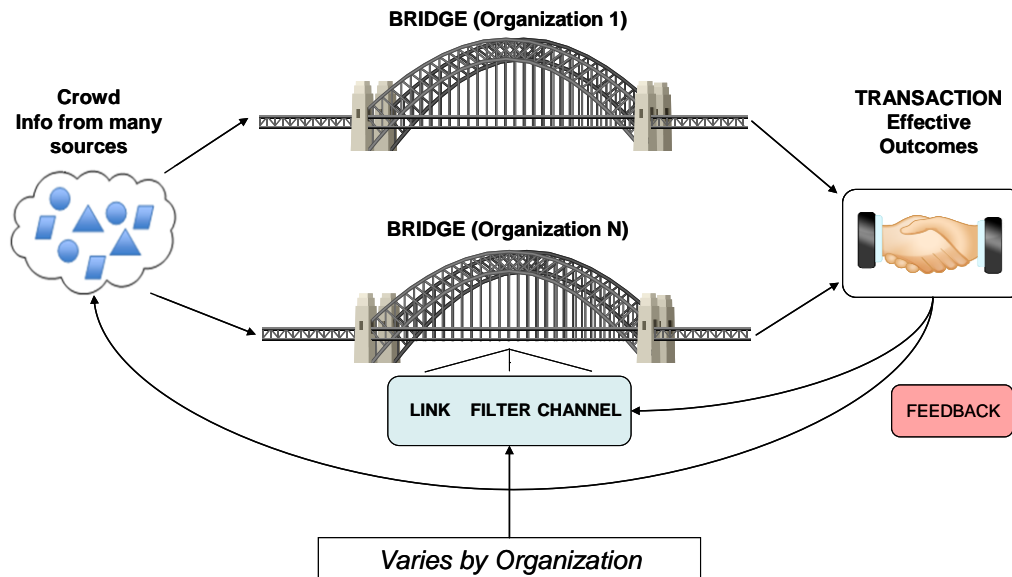 BRIDGE (Organization 1)
Crowd
Info from many
sources
TRANSACTION
Effective
Outcomes
BRIDGE (Organization N)
LINK FILTER CHANNEL
FEEDBACK
Varies by Organization